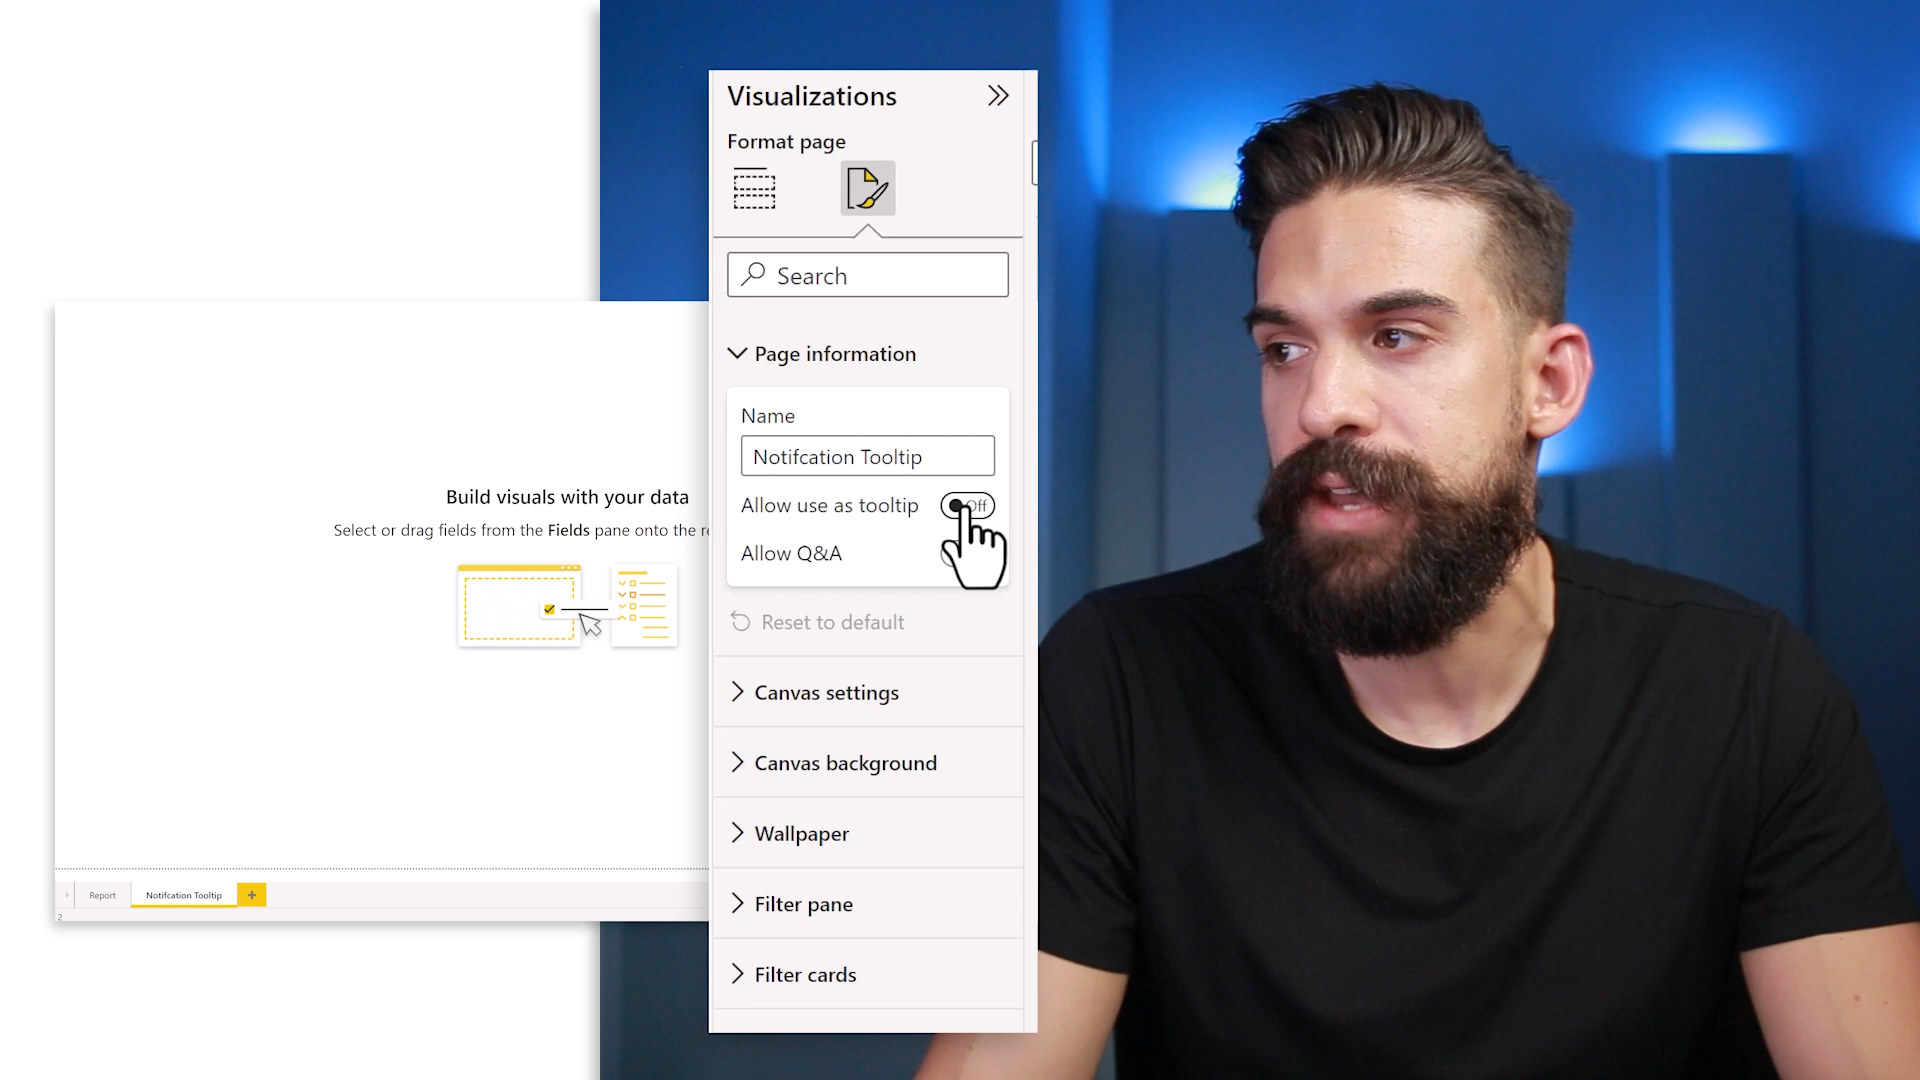 Visualizations
Format page
Search
Page information
Name
Notifcation Tooltip
Allow use as tooltip Off
Allow Q&A
Reset to default
Canvas settings
Canvas background
Wallpaper
Filter pane
Filter cards
Build visuals with your data
Select or drag fields from the Fields pane onto the
Report
Notifcation Tooltip
2